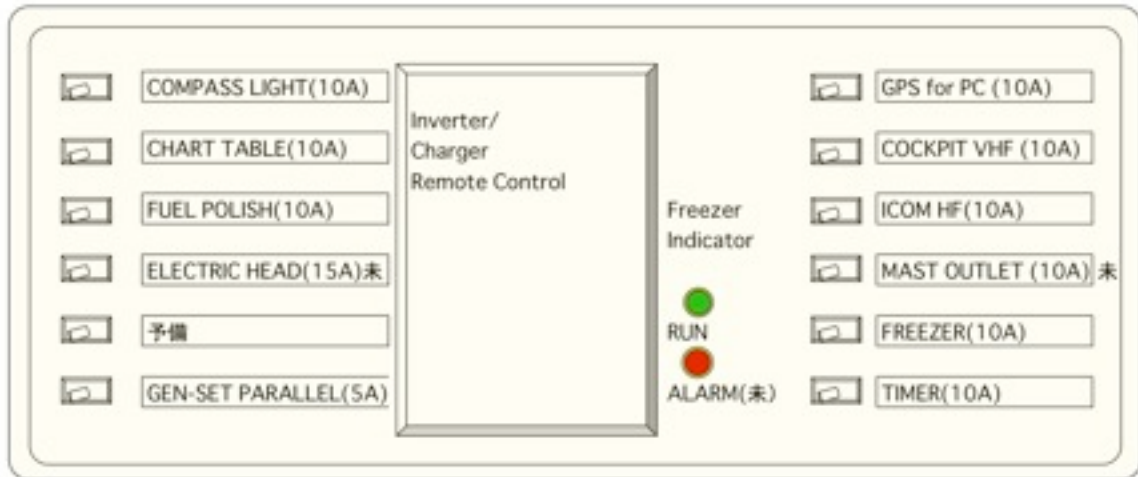 COMPASS LIGHT(10A)
CHART TABLE(10A)
FUEL POLISH(10A)
ELECTRIC HEAD(15A)未
予備
GEN-SET PARALLEL(5A)
Inverter/
Charger
Remote Control
Freezer
Indicator
RUN
ALARM(未)
GPS for PC (10A)
COCKPIT VHF (10A)
ICOM HF(10A)
MAST OUTLET (10A) 未
FREEZER(10A)
TIMER(10A)